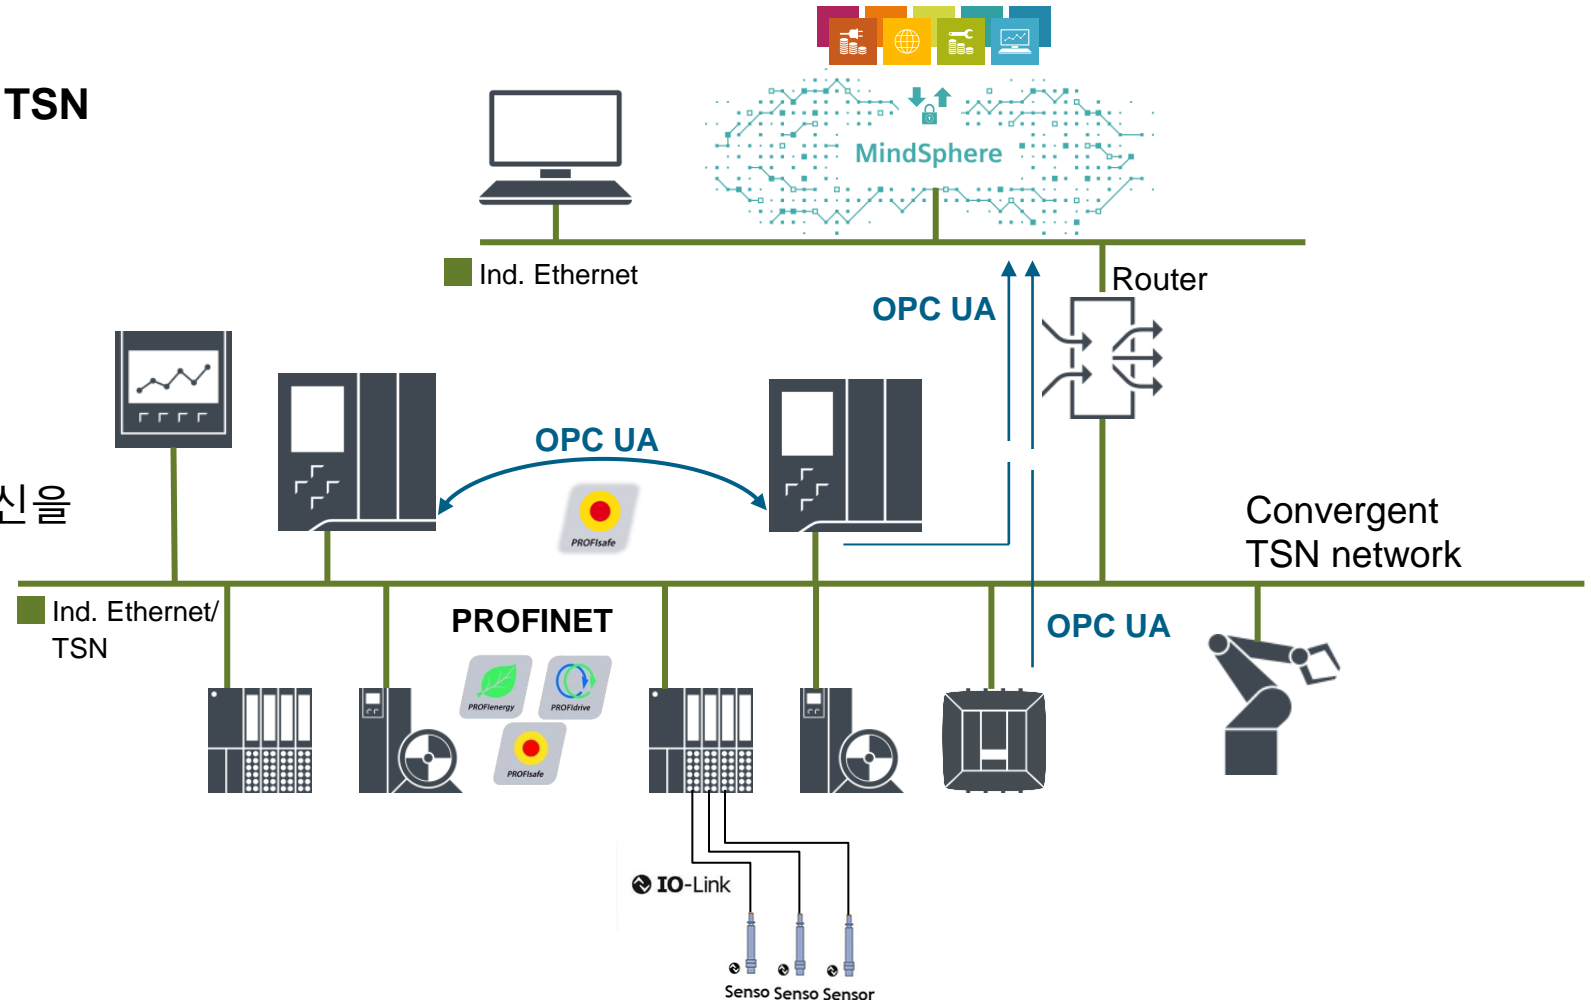 TSN
MindSphere
Ind. Ethernet
Router
OPC UA
OPC UA
신을
PROFIsafe
Convergent
TSN network
Ind. Ethernet/
TSN
PROFINET
OPC UA
PROFIenergy
PROFIdrive
PROFIsafe
IO-Link
Senso Senso Sensor